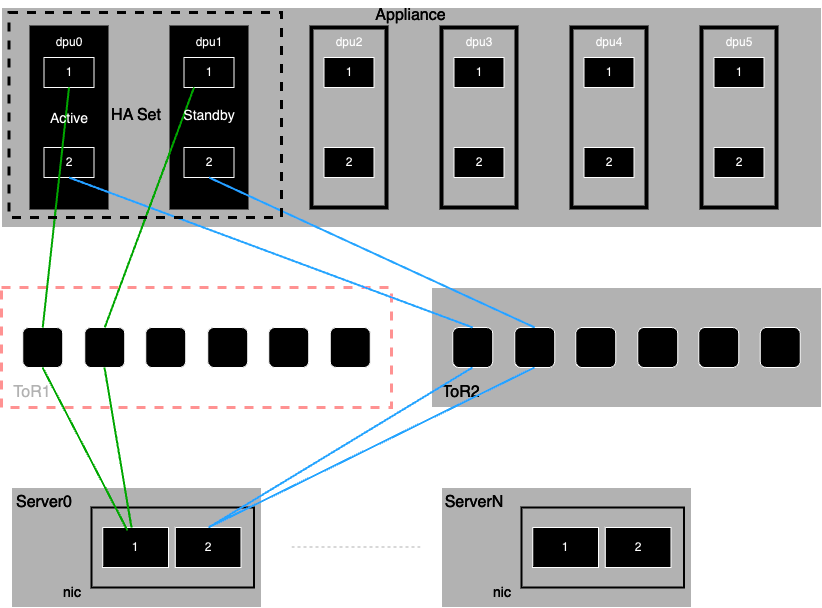 Appliance
dpu0
dpu1
dpu2
dpu3
dpu4
dpu5
1
1
1
1
1
1
Active
HA Set
Standby
2
2
2
2
2
2
ToR1
ToR2
Server0
1
2
nic
ServerN
1
2
nic